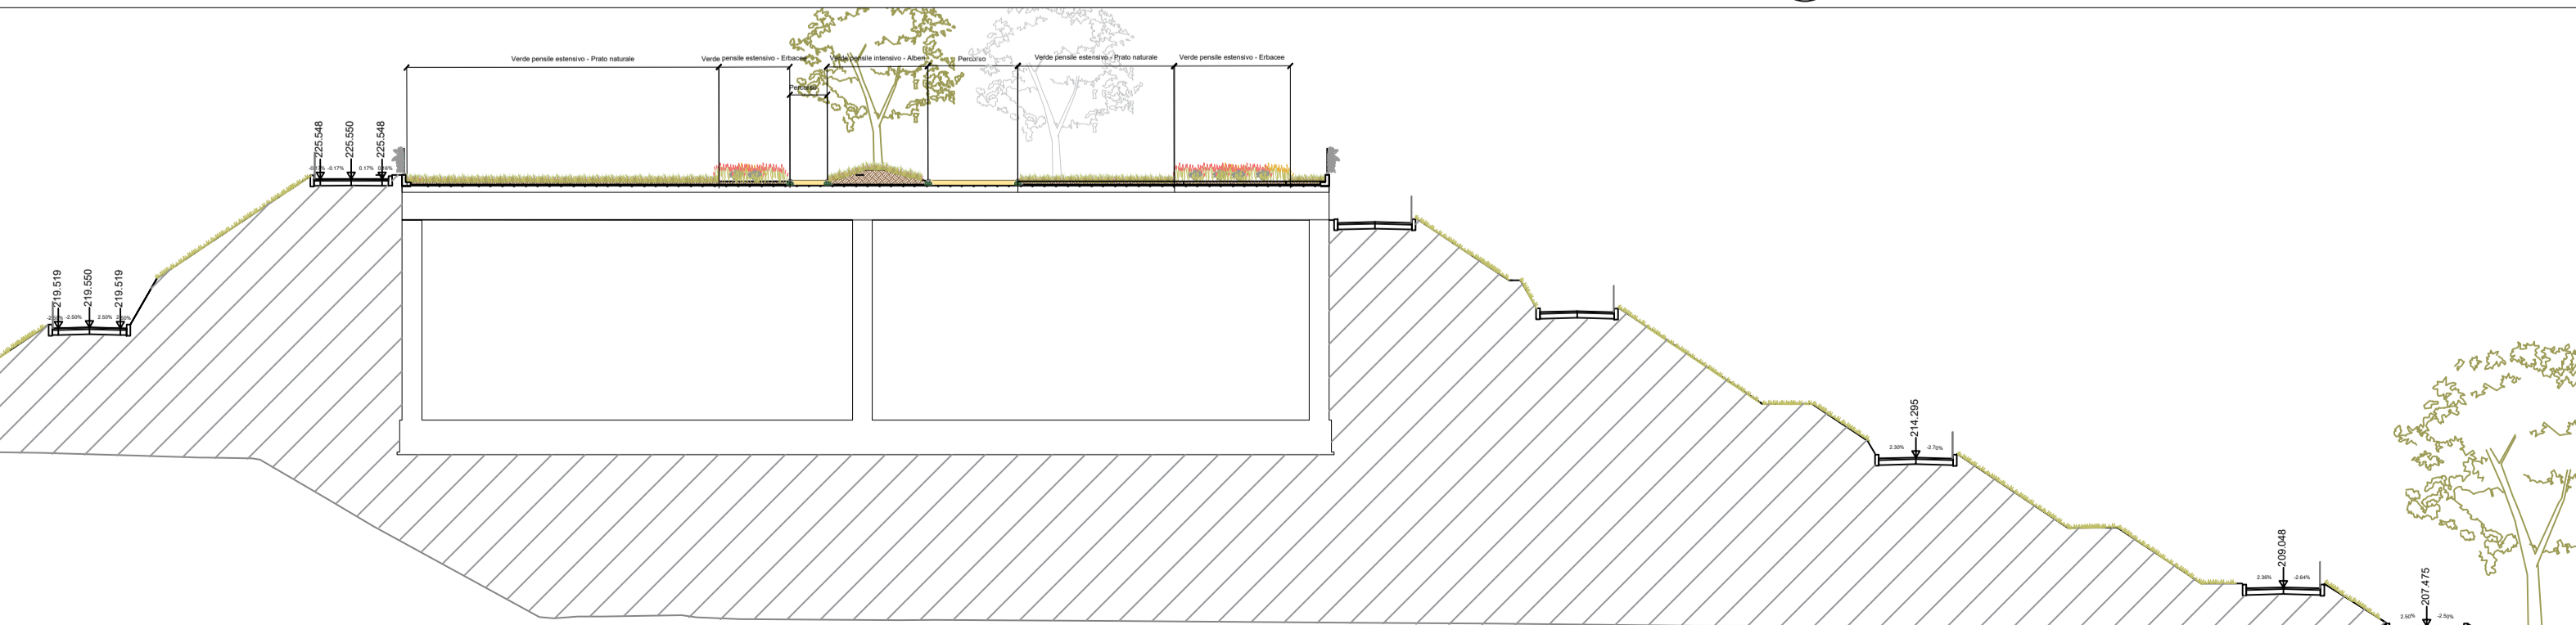 Verde pensile estensivo - Prato naturale
Verde pensile estensivo - Erbacee
Verde pensile intensivo - Alberi
Percorso
Verde pensile estensivo - Prato naturale
Verde pensile estensivo - Erbacee
Percorso
225.548
225.550
225.548
-0.17%
0.17%
219.519
219.550
219.519
-2.50%
2.50%
214.295
2.30%
-2.70%
209.048
2.36%
-2.64%
207.475
2.50%
-2.50%